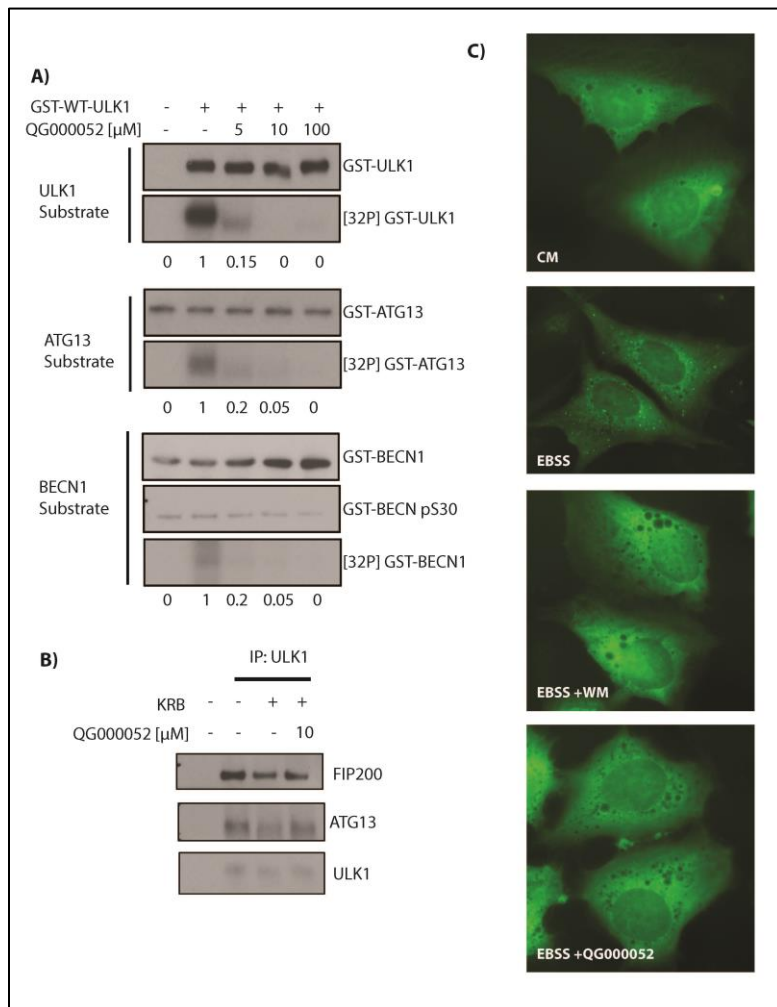 A)
GST-WT-ULK1 - + + + +
QG000052 [µM] - - 5 10 100
ULK1
Substrate
GST-ULK1
[32P] GST-ULK1
0 1 0.15 0 0
ATG13
Substrate
GST-ATG13
[32P] GST-ATG13
0 1 0.2 0.05 0
BECN1
Substrate
GST-BECN1
GST-BECN pS30
[32P] GST-BECN1
0 1 0.2 0.05 0
B)
IP: ULK1
KRB - - + +
QG000052 [µM] - - - 10
FIP200
ATG13
ULK1
C)
CM
EBSS
EBSS +WM
EBSS +QG000052